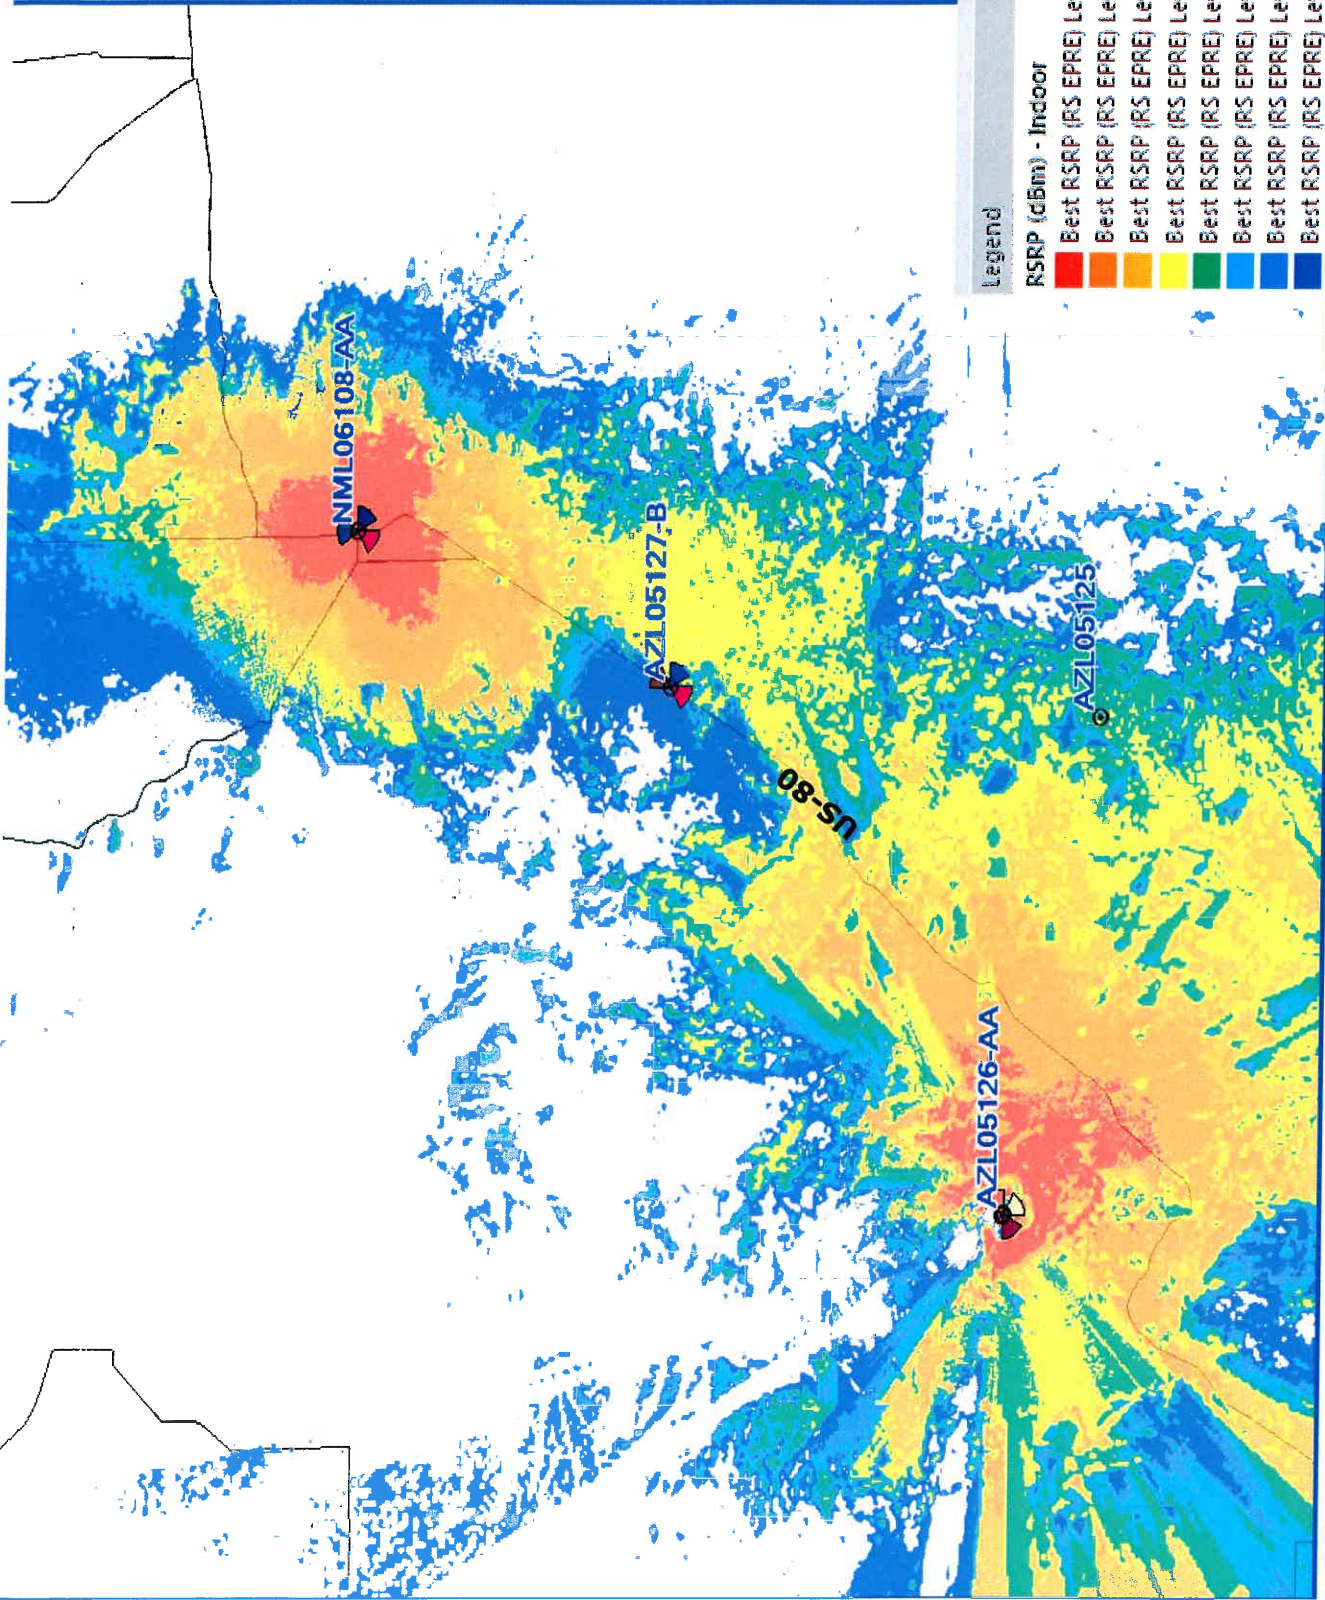 NML06108-AA
AZL05127-B
AZL05125
US-80
AZL05126-AA
Legend
RSRP (dBm) - Indoor
Best RSRP (RS EPRE)
Best RSRP (RS EPRE)
Best RSRP (RS EPRE)
Best RSRP (RS EPRE)
Best RSRP (RS EPRE)
Best RSRP (RS EPRE)
Best RSRP (RS EPRE)
Best RSRP (RS EPRE)